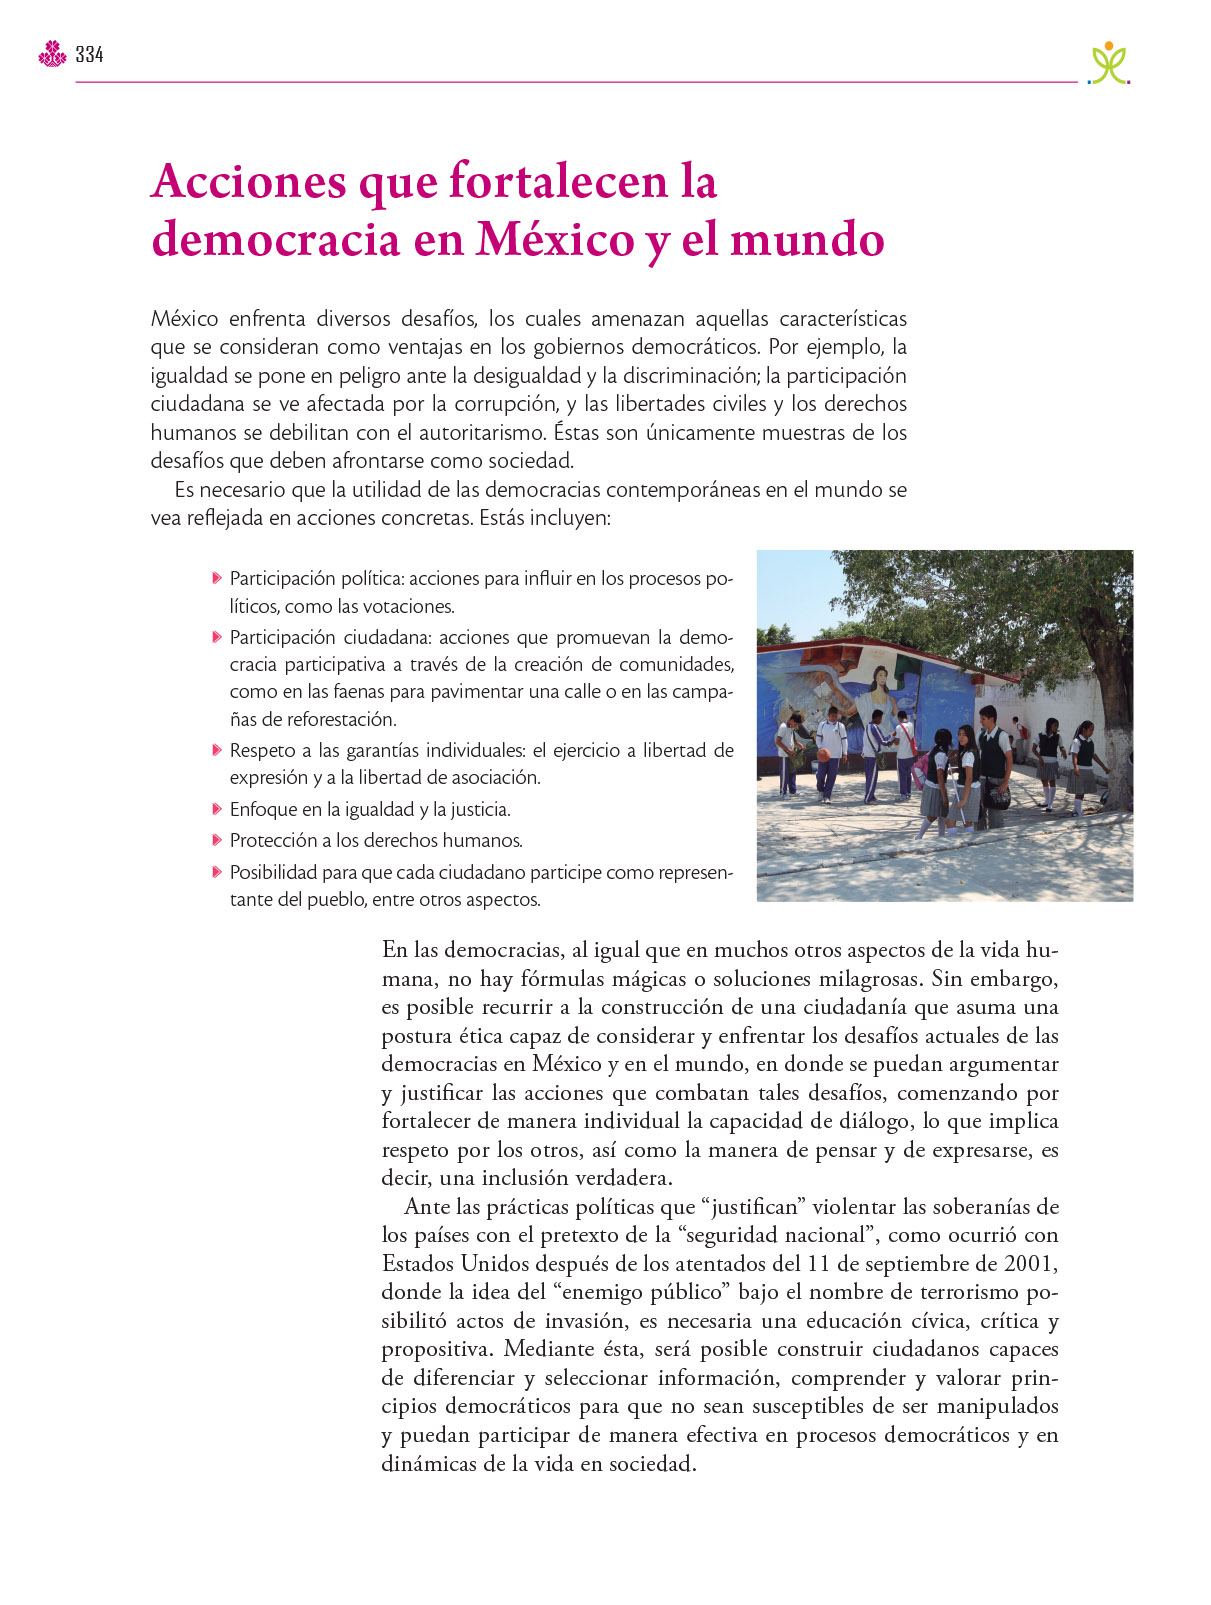 334
Acciones que fortalecen la
democracia en México y el mundo
México enfrenta diversos desafíos, los cuales amenazan aquellas características
que se consideran como ventajas en los gobiernos democráticos. Por ejemplo, la
igualdad se pone en peligro ante la desigualdad y la discriminación; la participación
ciudadana se ve afectada por la corrupción, y las libertades civiles y los derechos
humanos se debilitan con el autoritarismo. Éstas son únicamente muestras de los
desafíos que deben afrontarse como sociedad.
Es necesario que la utilidad de las democracias contemporáneas en el mundo se
vea reflejada en acciones concretas. Estás incluyen:
Participación política: acciones para influir en los procesos po-
líticos, como las votaciones.
Participación ciudadana: acciones que promuevan la demo-
cracia participativa a través de la creación de comunidades,
como en las faenas para pavimentar una calle o en las campa-
ñas de reforestación.
Respeto a las garantías individuales: el ejercicio a libertad de
expresión y a la libertad de asociación.
Enfoque en la igualdad y la justicia.
Protección a los derechos humanos.
Posibilidad para que cada ciudadano participe como represen-
tante del pueblo, entre otros aspectos.
En las democracias, al igual que en muchos otros aspectos de la vida hu-
mana, no hay fórmulas mágicas o soluciones milagrosas. Sin embargo,
es posible recurrir a la construcción de una ciudadanía que asuma una
postura ética capaz de considerar y enfrentar los desafíos actuales de las
democracias en México y en el mundo, en donde se puedan argumentar
y justificar las acciones que combatan tales desafíos, comenzando por
fortalecer de manera individual la capacidad de diálogo, lo que implica
respeto por los otros, así como la manera de pensar y de expresarse, es
decir, una inclusión verdadera.
Ante las prácticas políticas que “justifican” violentar las soberanías de
los países con el pretexto de la “seguridad nacional”, como ocurrió con
Estados Unidos después de los atentados del 11 de septiembre de 2001,
donde la idea del “enemigo público” bajo el nombre de terrorismo po-
sibilitó actos de invasión, es necesaria una educación cívica, crítica y
propositiva. Mediante ésta, será posible construir ciudadanos capaces
de diferenciar y seleccionar información, comprender y valorar prin-
cipios democráticos para que no sean susceptibles de ser manipulados
y puedan participar de manera efectiva en procesos democráticos y en
dinámicas de la vida en sociedad.